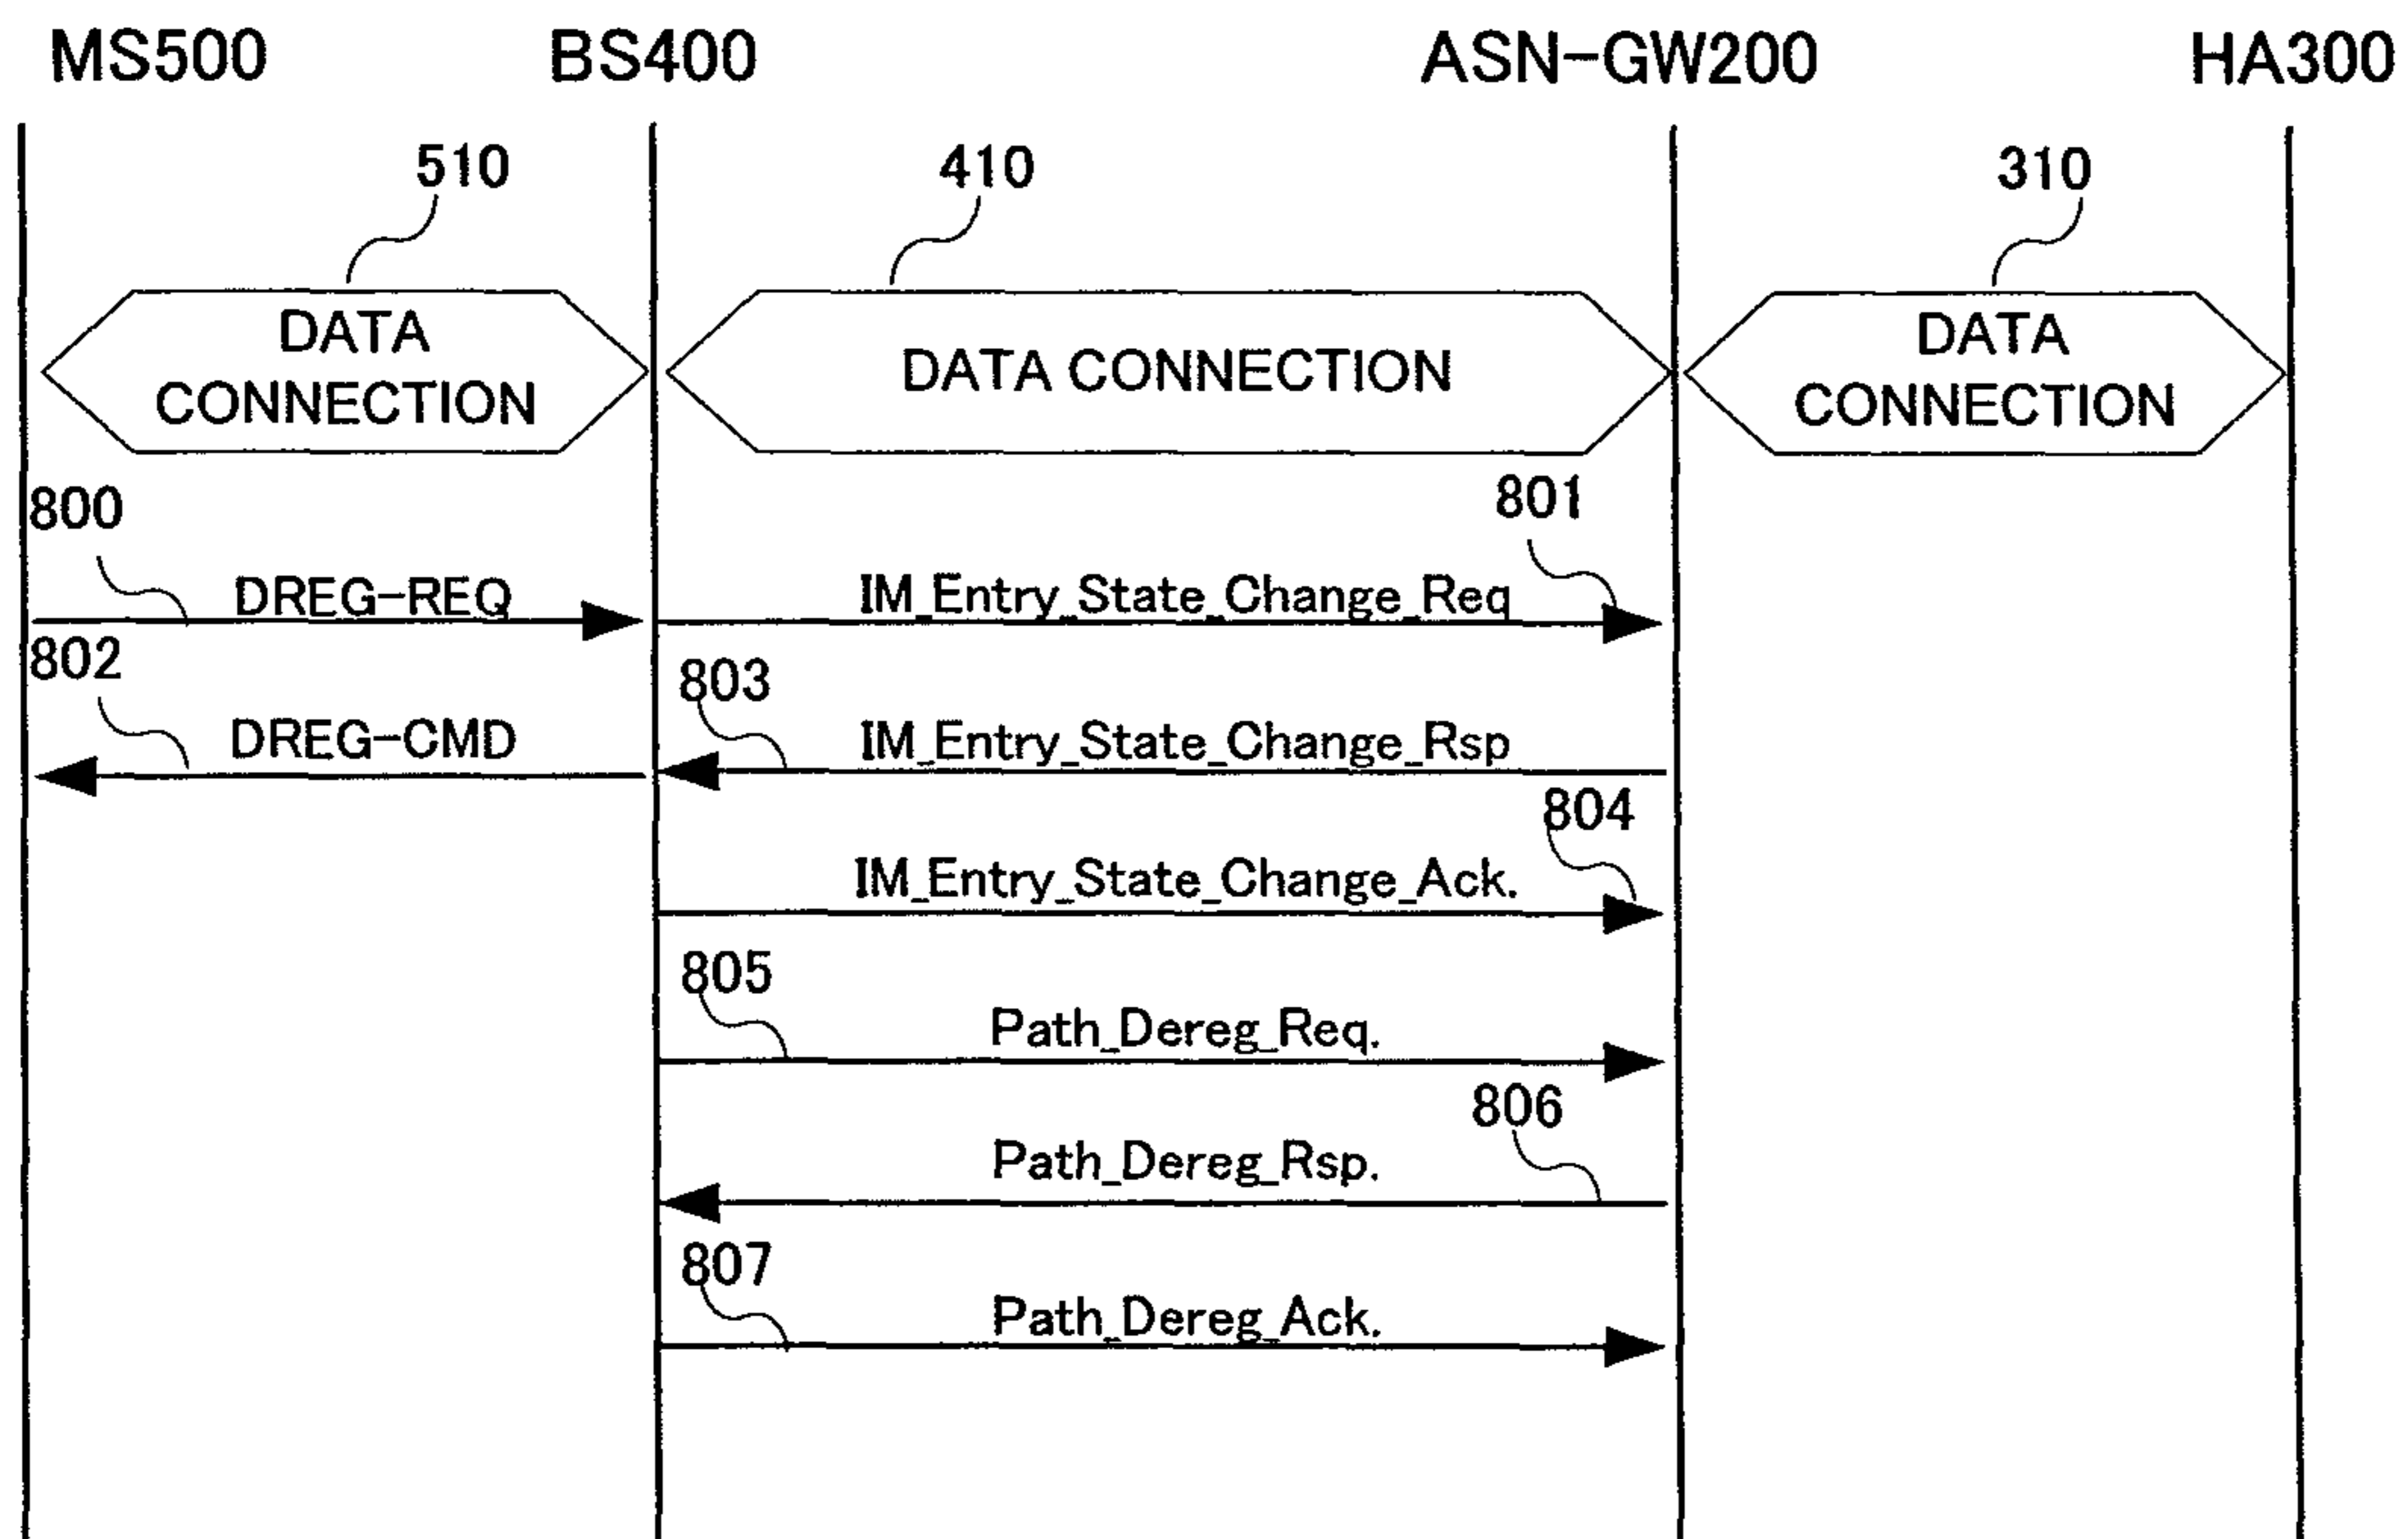 MS500 BS400 ASN-GW200 HA300
510 410 310
DATA CONNECTION
DATA CONNECTION
DATA CONNECTION
800 801
DREG-REQ IM_Entry_State_Change_Req
802 803
DREG-CMD IM_Entry_State_Change_Rsp
804
IM_Entry_State_Change_Ack.
805
Path_Dereg_Req.
806
Path_Dereg_Rsp.
807
Path_Dereg_Ack.